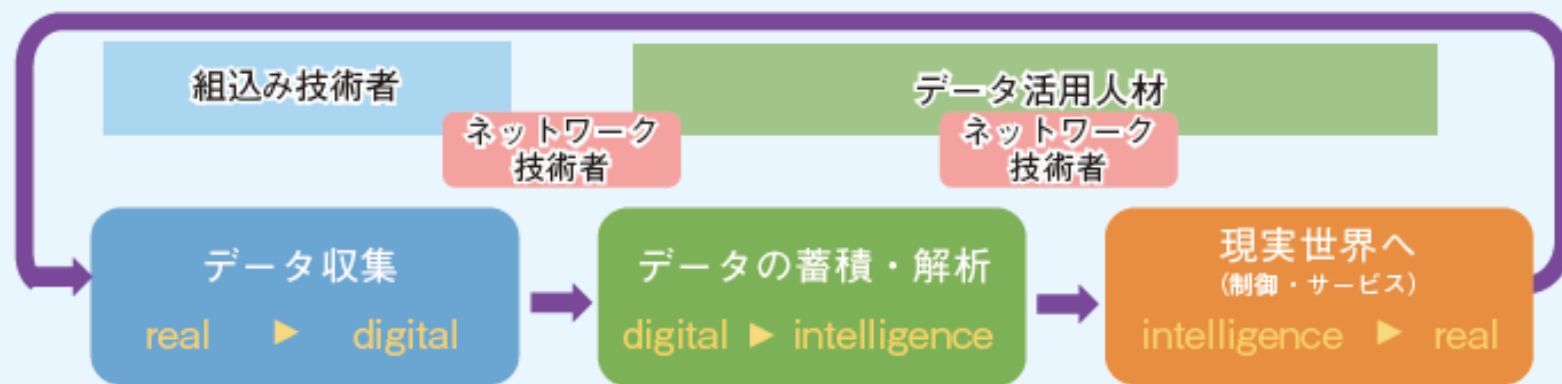 組込み技術者
データ活用人材
ネットワーク
技術者
ネットワーク
技術者
データ収集
real ▶ digital
データの蓄積・解析
digital ▶ intelligence
現実世界へ
(制御・サービス)
intelligence ▶ real